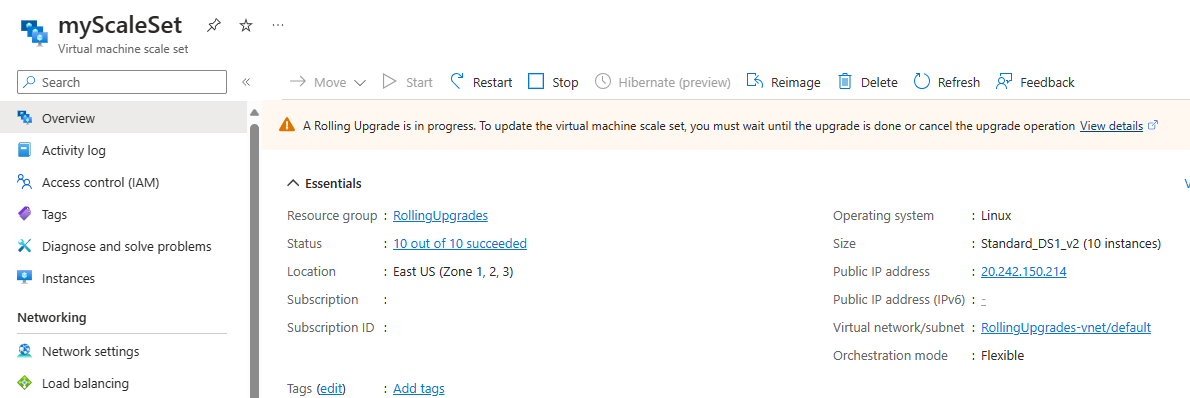 myScaleSet
Virtual machine scale set
Search
Move Start Restart Stop Hibernate (preview) Reimage Delete Refresh Feedback
Overview
Activity log
Access control (IAM)
Tags
Diagnose and solve problems
Instances
Networking
Network settings
Load balancing
A Rolling Upgrade is in progress. To update the virtual machine scale set, you must wait until the upgrade is done or cancel the upgrade operation View details
Essentials
Resource group : RollingUpgrades
Status : 10 out of 10 succeeded
Location : East US (Zone 1, 2, 3)
Subscription :
Subscription ID :
Operating system : Linux
Size : Standard_DS1_v2 (10 instances)
Public IP address : 20.242.150.214
Public IP address (IPv6) : -
Virtual network/subnet : RollingUpgrades-vnet/default
Orchestration mode : Flexible
Tags (edit) : Add tags